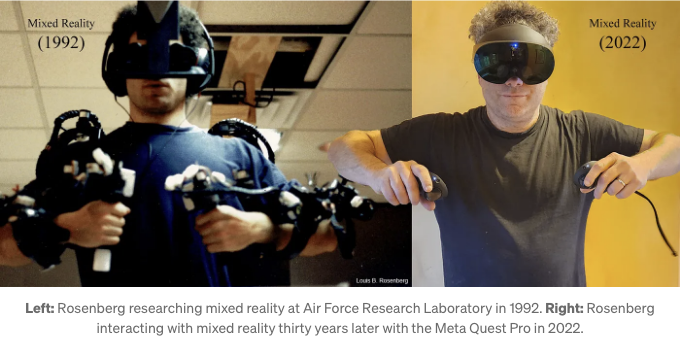 Mixed Reality
(1992)
Mixed Reality
(2022)
Louis B. Rosenberg
Left: Rosenberg researching mixed reality at Air Force Research Laboratory in 1992. Right: Rosenberg
interacting with mixed reality thirty years later with the Meta Quest Pro in 2022.